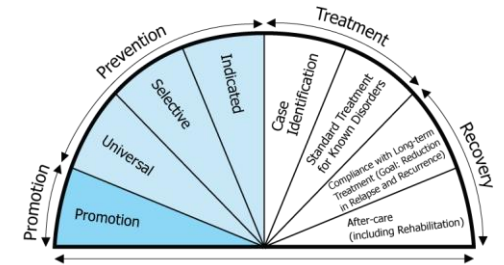 Promotion
Prevention
Treatment
Recovery
Promotion
Universal
Selective
Indicated
Case
Identification
Standard Treatment
for Known Disorders
Compliance with Long-term
Treatment (Goal: Reduction
in Relapse and Recurrence)
After-care
(including Rehabilitation)